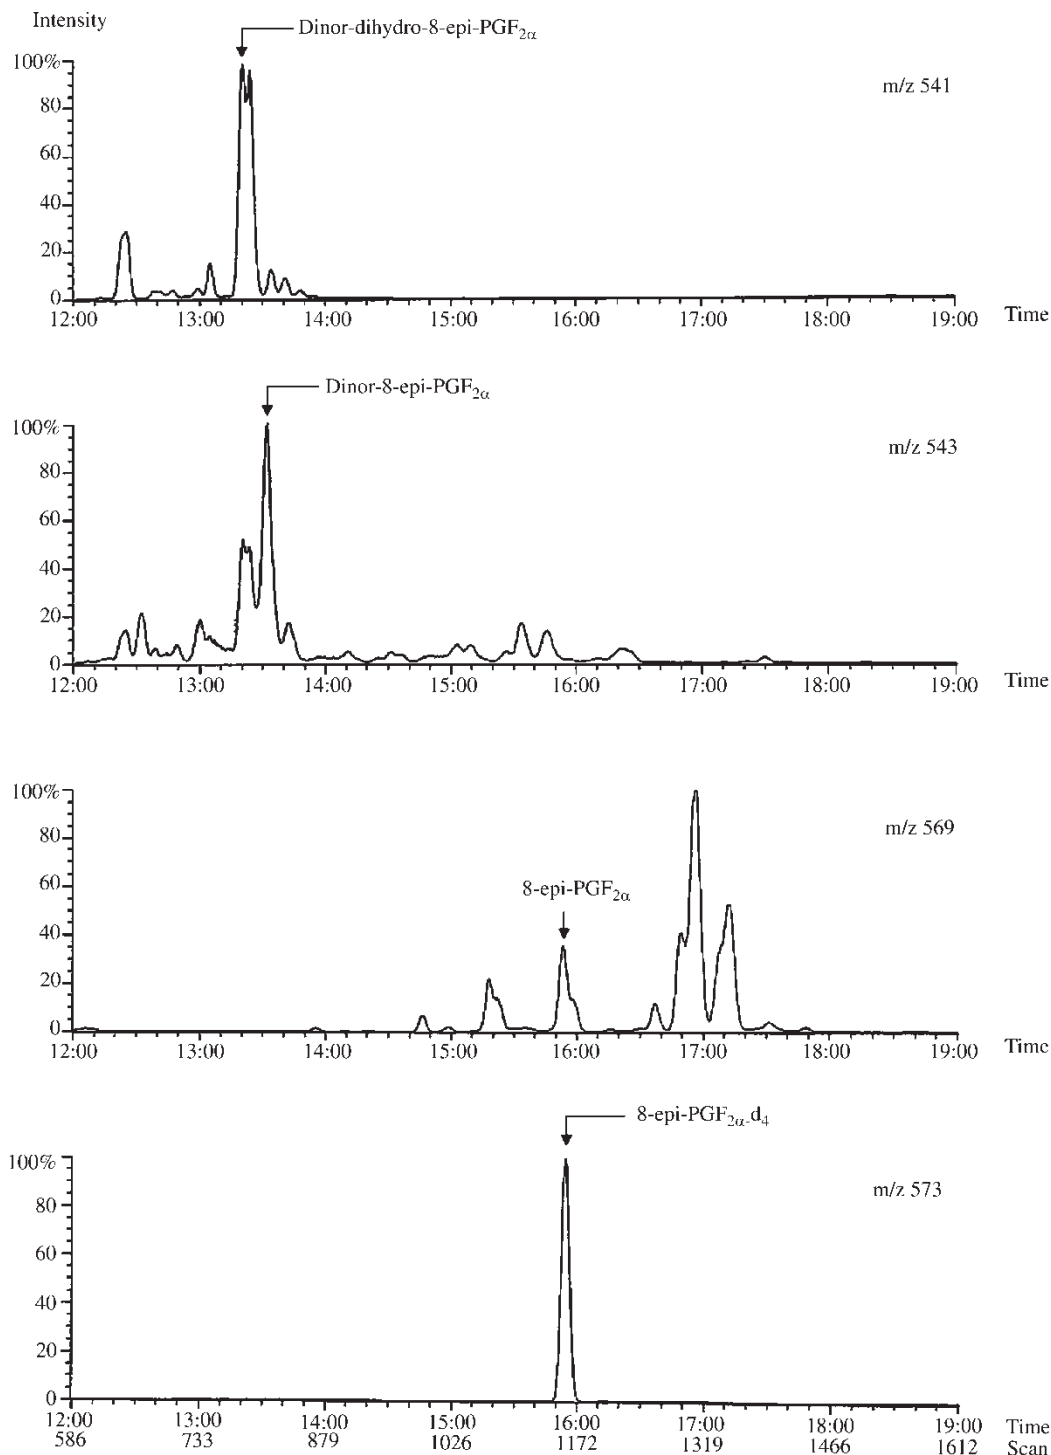 Intensity
Dinor-dihydro-8-epi-PGF2α
m/z 541
100%
80
60
40
20
0
12:00 13:00 14:00 15:00 16:00 17:00 18:00 19:00 Time
Dinor-8-epi-PGF2α
m/z 543
100%
80
60
40
20
0
12:00 13:00 14:00 15:00 16:00 17:00 18:00 19:00 Time
m/z 569
8-epi-PGF2α
100%
80
60
40
20
0
12:00 13:00 14:00 15:00 16:00 17:00 18:00 19:00 Time
8-epi-PGF2α-d4
m/z 573
100%
80
60
40
20
0
12:00 13:00 14:00 15:00 16:00 17:00 18:00 19:00 Time
586 733 879 1026 1172 1319 1466 1612 Scan